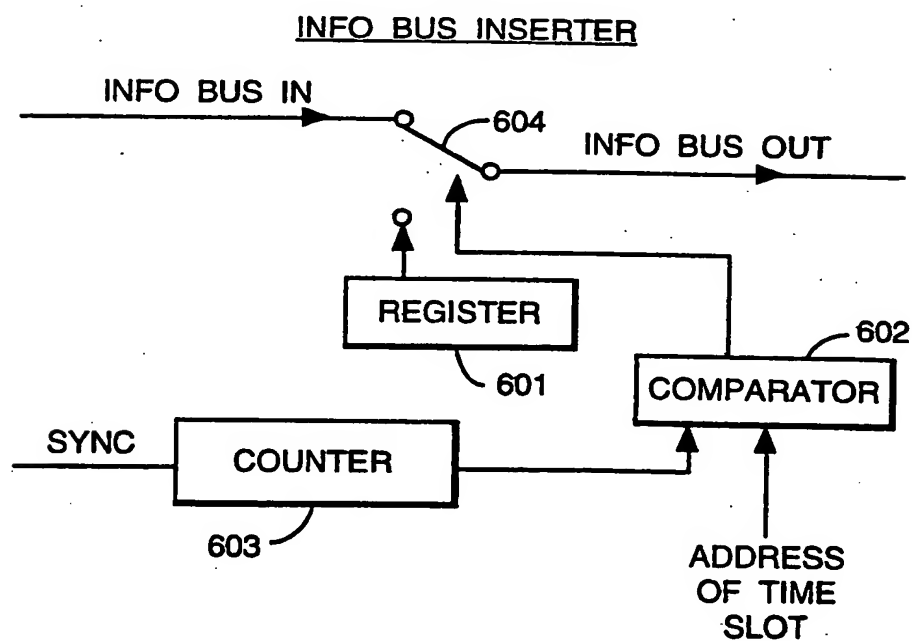 INFO BUS INSERTER
INFO BUS IN
604
INFO BUS OUT
REGISTER
601
602
COMPARATOR
SYNC
COUNTER
603
ADDRESS
OF TIME
SLOT